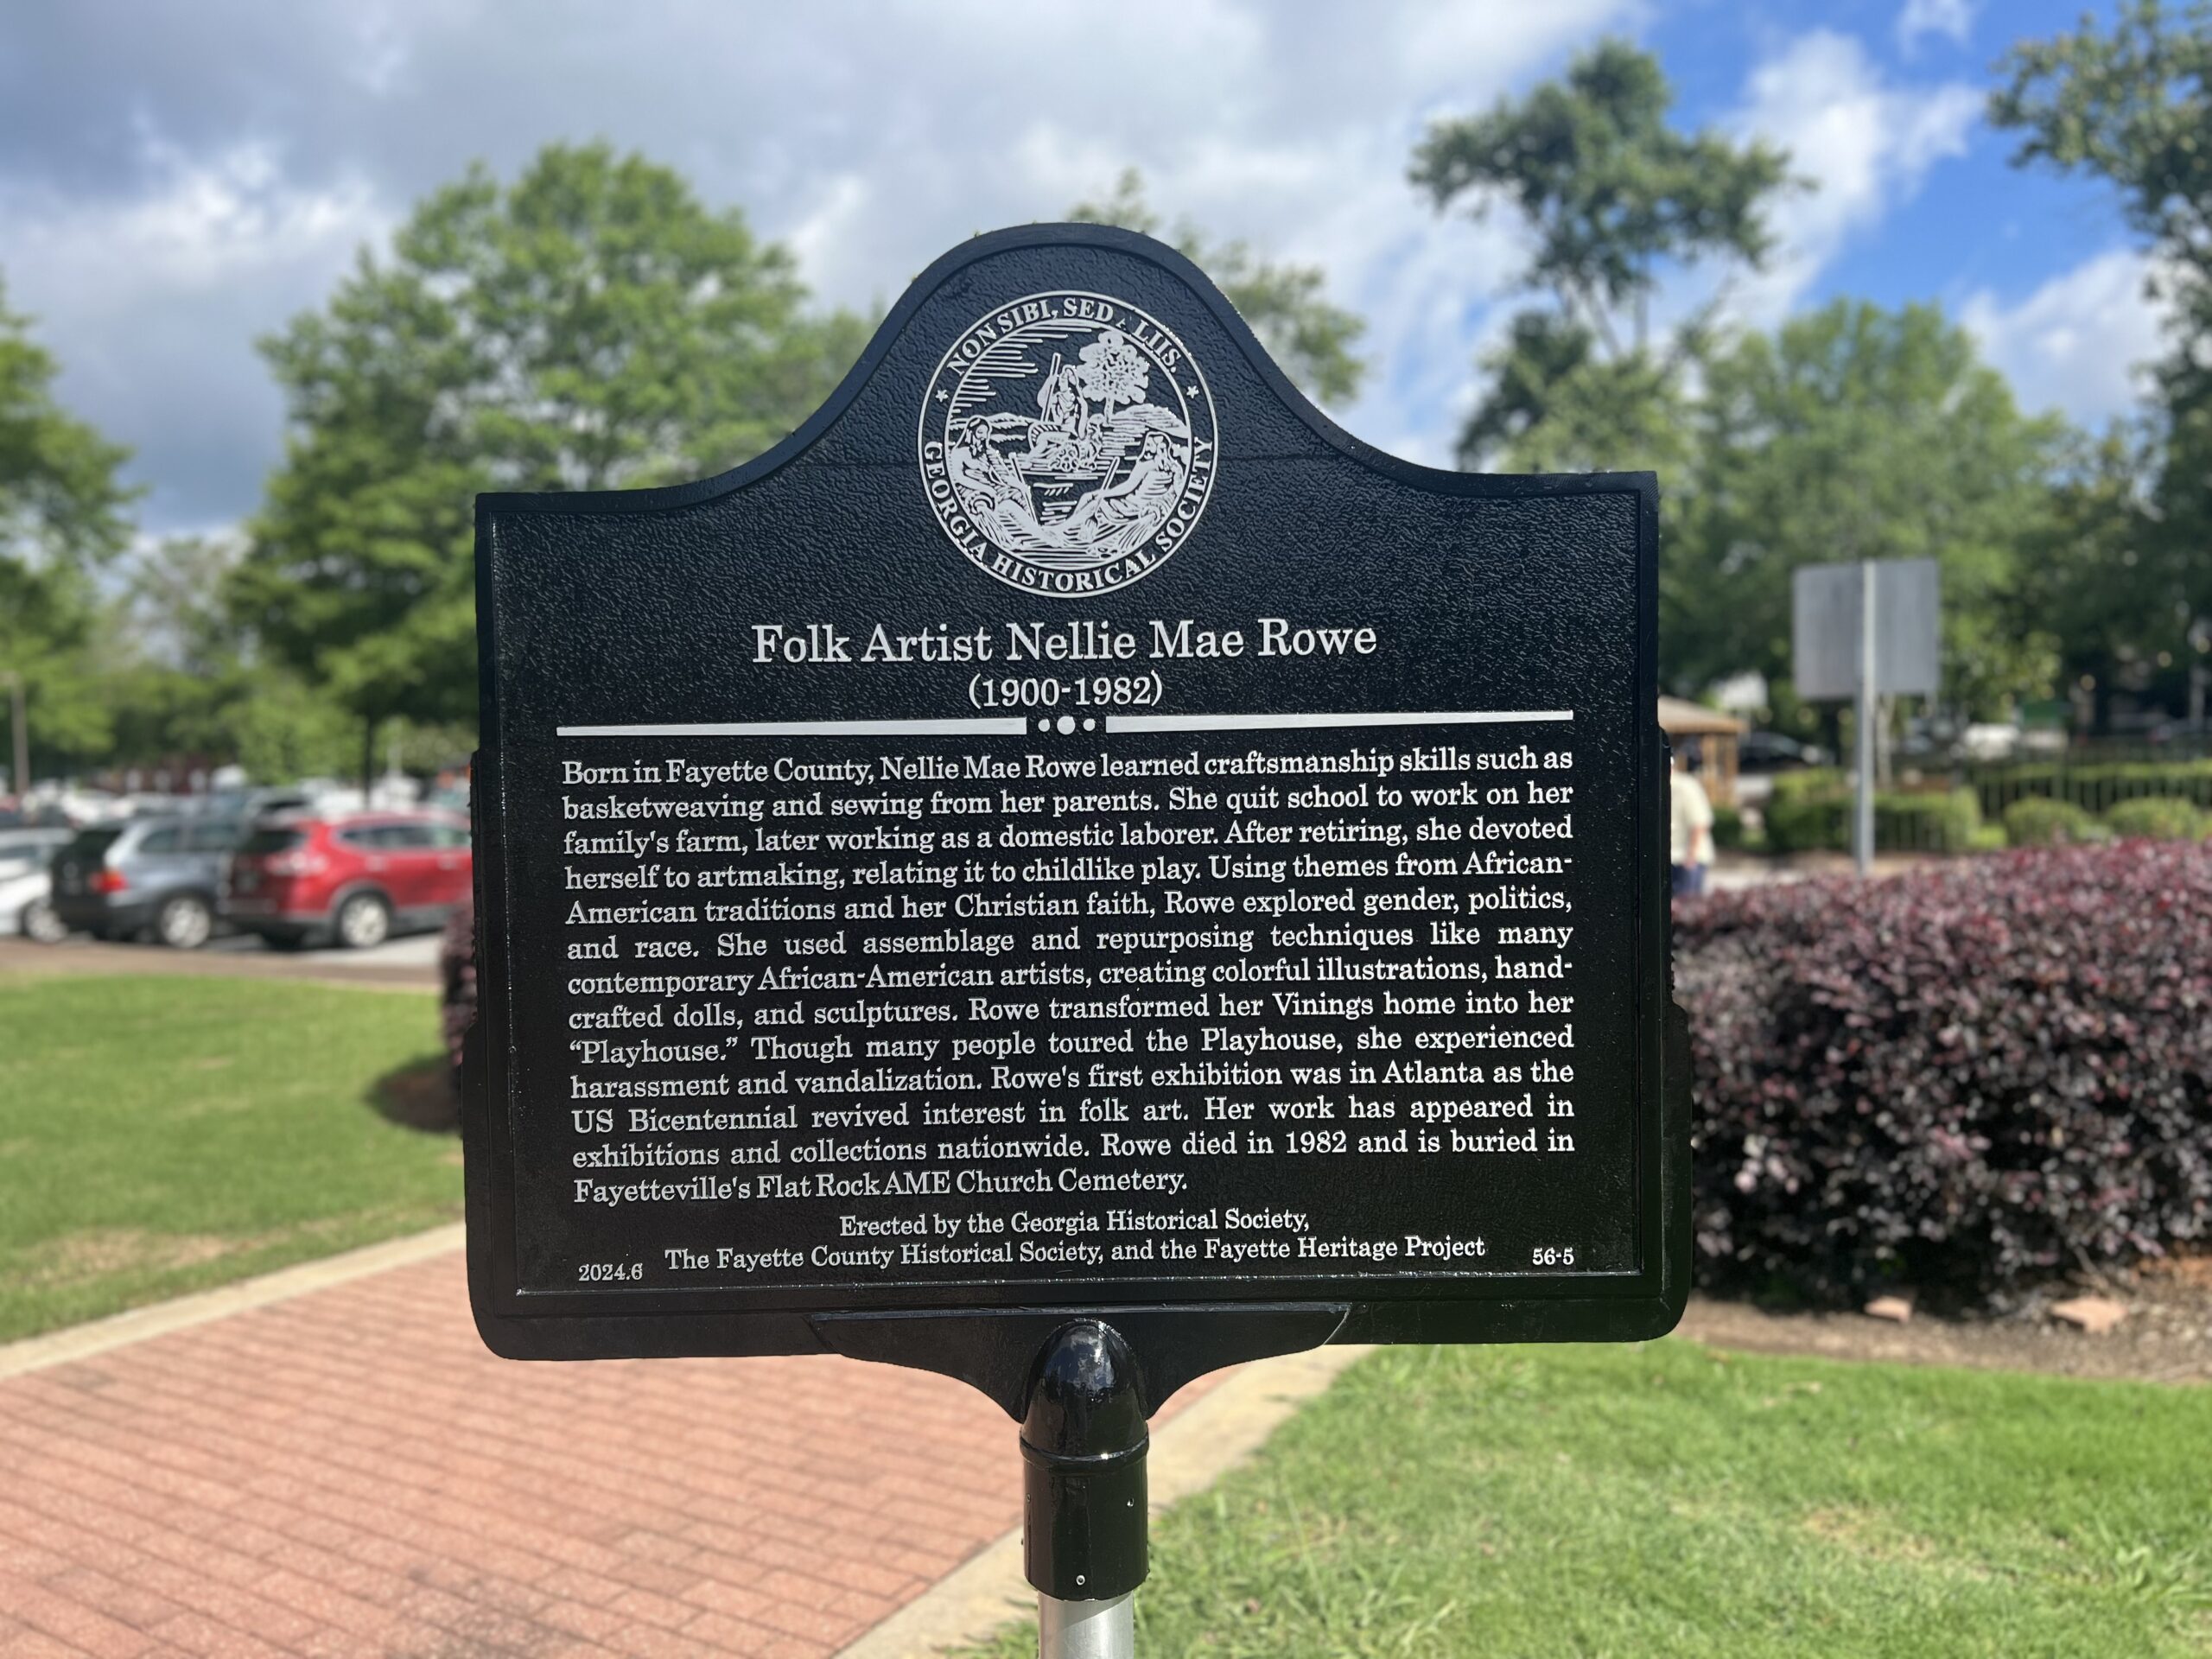 NON SIBI, SED ALIIS.
GEORGIA HISTORICAL SOCIETY
Folk Artist Nellie Mae Rowe
(1900-1982)
Born in Fayette County, Nellie Mae Rowe learned craftsmanship skills such as
basketweaving and sewing from her parents. She quit school to work on her
family's farm, later working as a domestic laborer. After retiring, she devoted
herself to artmaking, relating it to childlike play. Using themes from African-
American traditions and her Christian faith, Rowe explored gender, politics,
and race. She used assemblage and repurposing techniques like many
contemporary African-American artists, creating colorful illustrations, hand-
crafted dolls, and sculptures. Rowe transformed her Vinings home into her
“Playhouse.” Though many people toured the Playhouse, she experienced
harassment and vandalization. Rowe's first exhibition was in Atlanta as the
US Bicentennial revived interest in folk art. Her work has appeared in
exhibitions and collections nationwide. Rowe died in 1982 and is buried in
Fayetteville's Flat Rock AME Church Cemetery.
Erected by the Georgia Historical Society,
The Fayette County Historical Society, and the Fayette Heritage Project
2024.6 56-5